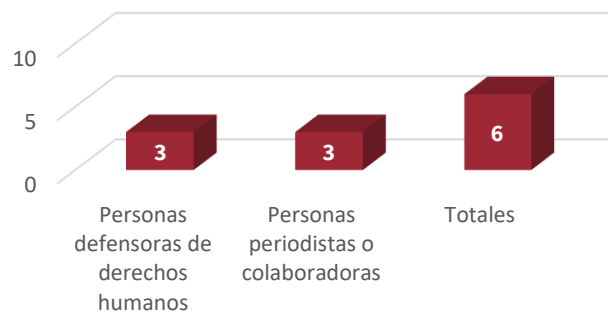 10
5
0
3
3
6
Personas
defensoras de
derechos
humanos
Personas
periodistas o
colaboradoras
Totales